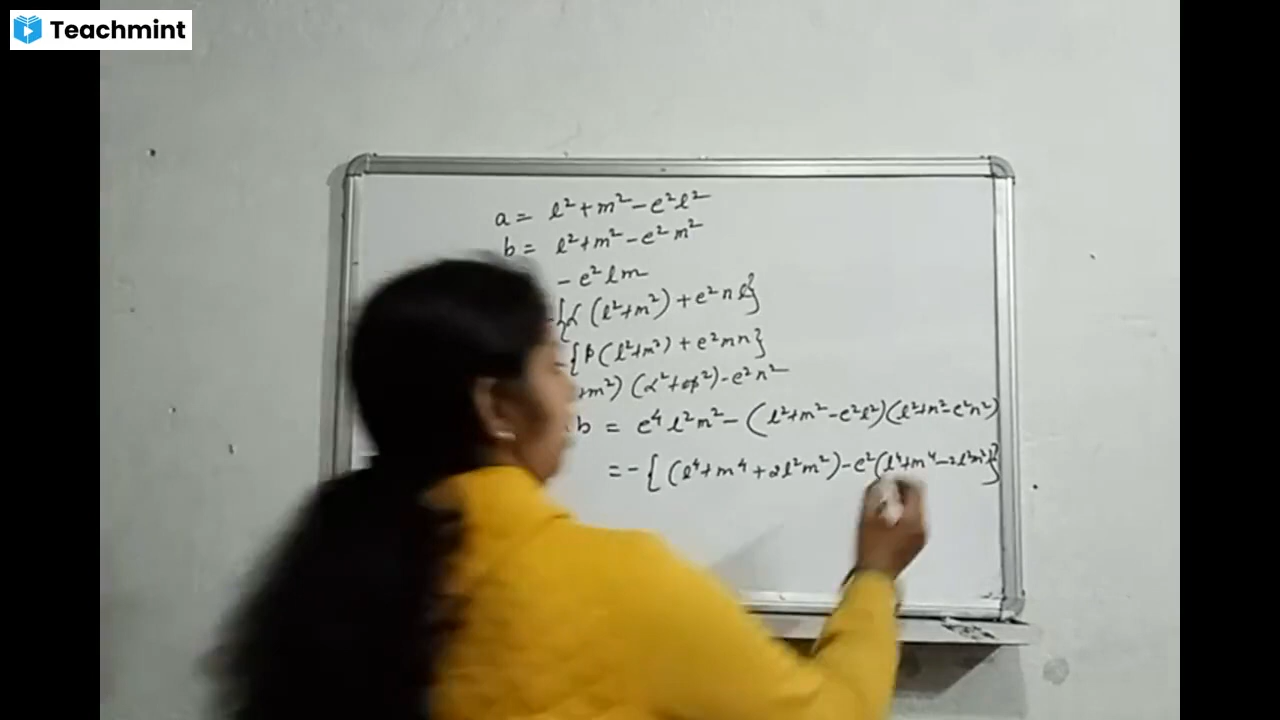 Teachmint
a = l² + m² - e²l²
b = l² + m² - e²m²
- e²lm
{α (l² + m²) + e²nl}
{β (l² + m²) + e²mn}
+ m²) (α² + β²) - e²n²
b = e⁴l²m² - (l² + m² - e²l²)(l² + m² - e²m²)
= - {(l⁴ + m⁴ + 2l²m²) - e²(l⁴ + m⁴ - 2l²m²)}